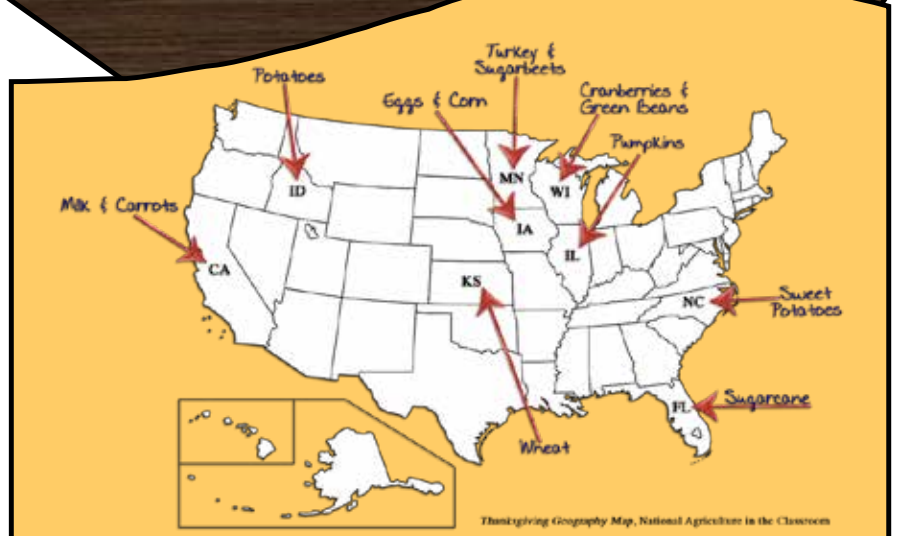 Turkey &
Sugarbeets
Potatoes
Cranberries &
Green Beans
Eggs & Corn
Pumpkins
MN
WI
ID
Milk & Carrots
IA
IL
CA
KS
NC
Sweet
Potatoes
Sugarcane
FL
Wheat
Thanksgiving Geography Map, National Agriculture in the Classroom